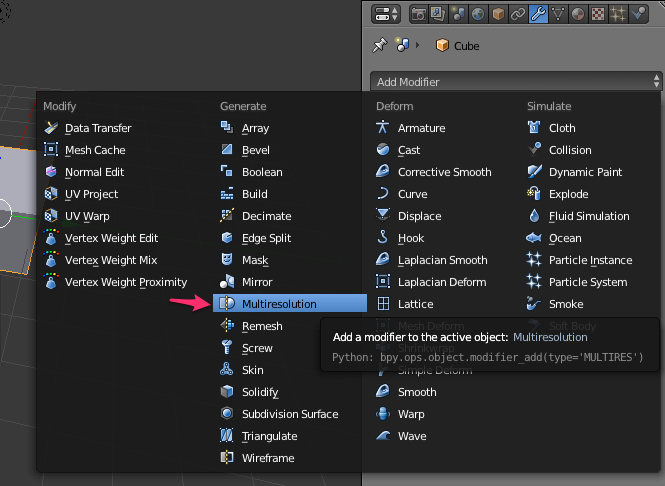 Cube
Add Modifier
Modify
Data Transfer
Mesh Cache
Normal Edit
UV Project
UV Warp
Vertex Weight Edit
Vertex Weight Mix
Vertex Weight Proximity
Generate
Array
Bevel
Boolean
Build
Decimate
Edge Split
Mask
Mirror
Multiresolution
Remesh
Screw
Skin
Solidify
Subdivision Surface
Triangulate
Wireframe
Deform
Armature
Cast
Corrective Smooth
Curve
Displace
Hook
Laplacian Smooth
Laplacian Deform
Lattice
Mesh Deform
Shrinkwrap
Simple Deform
Smooth
Warp
Wave
Simulate
Cloth
Collision
Dynamic Paint
Explode
Fluid Simulation
Ocean
Particle Instance
Particle System
Smoke
Soft Body
Add a modifier to the active object: Multiresolution
Python: bpy.ops.object.modifier_add(type='MULTIRES')